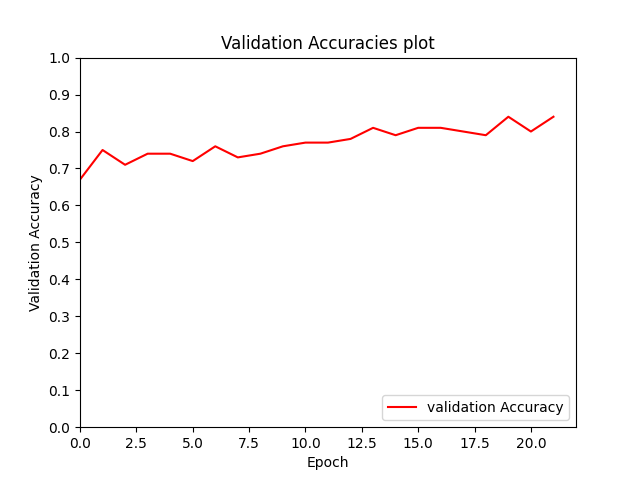 Validation Accuracies plot
1.0
0.9
0.8
0.7
0.6
0.5
0.4
0.3
0.2
0.1
0.0
Validation Accuracy
validation Accuracy
0.0 2.5 5.0 7.5 10.0 12.5 15.0 17.5 20.0
Epoch